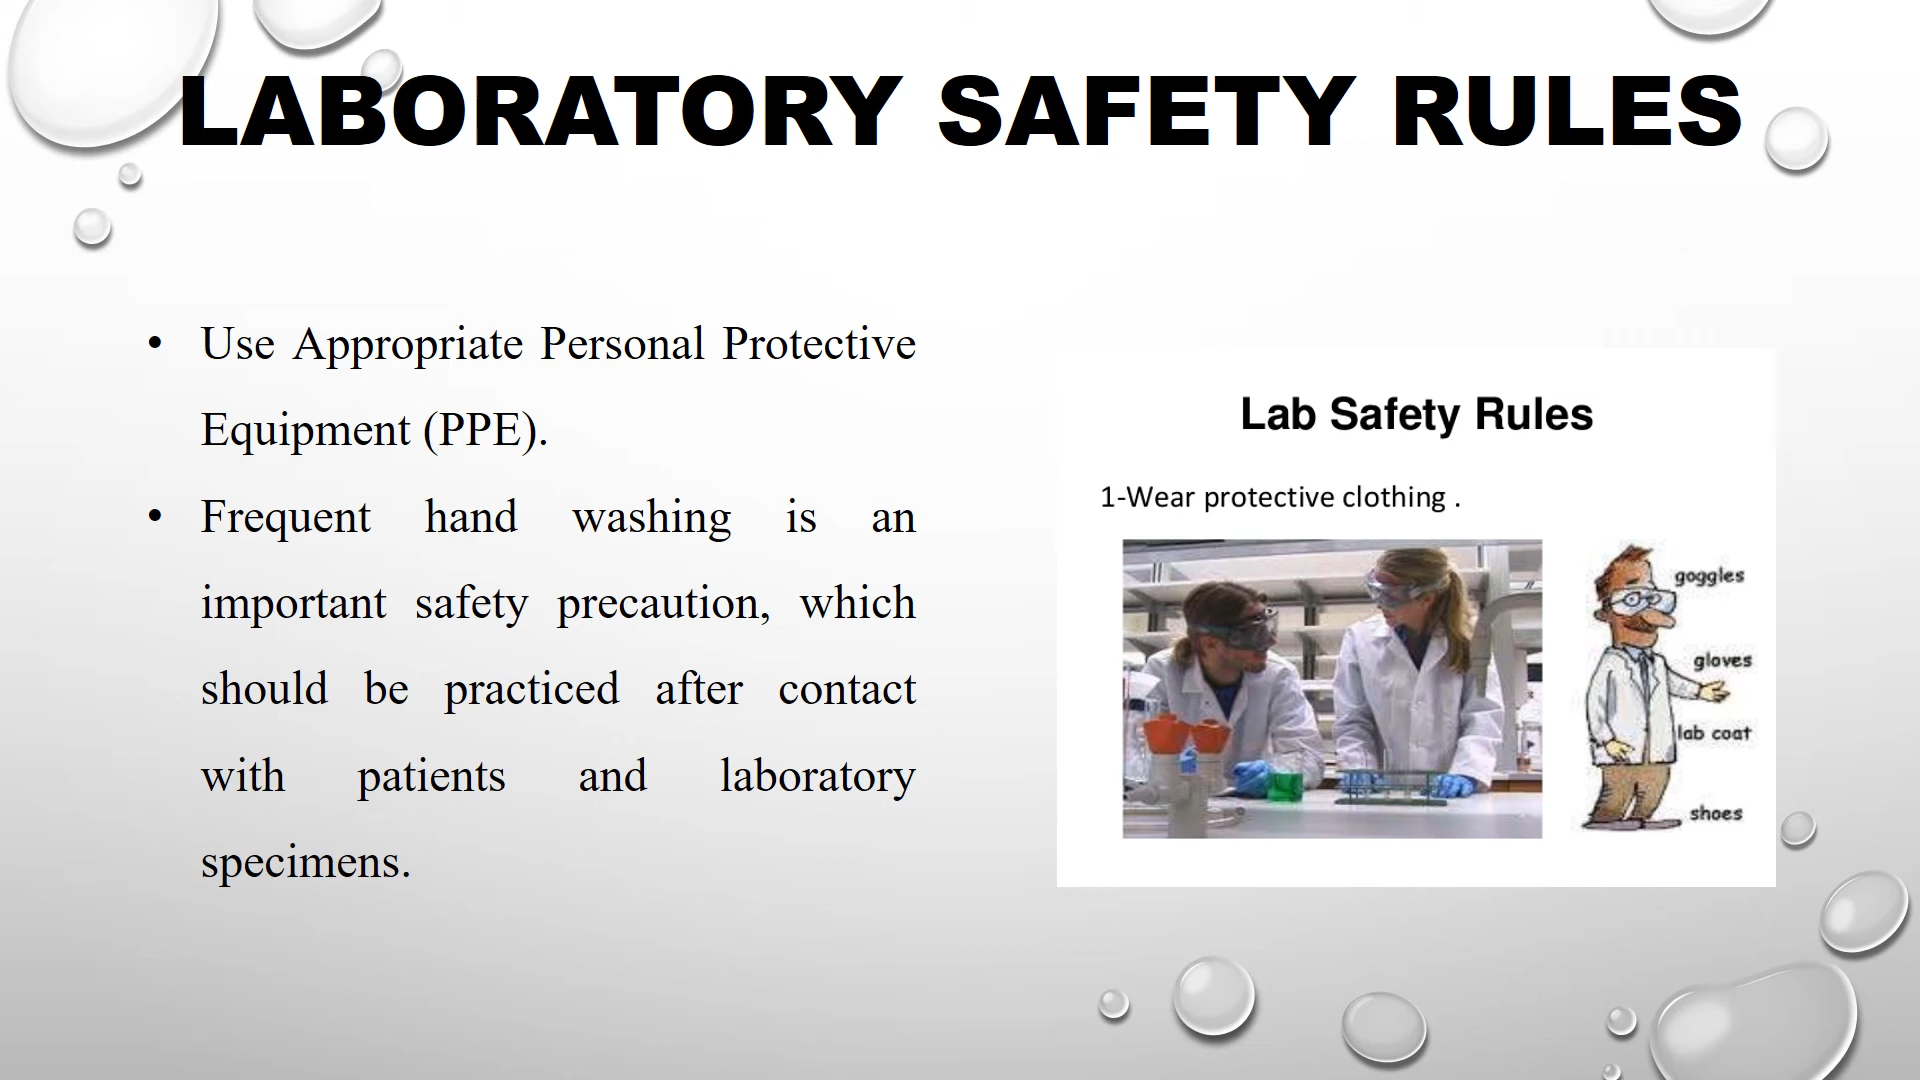 LABORATORY SAFETY RULES
• Use Appropriate Personal Protective
Equipment (PPE).
• Frequent hand washing is an
important safety precaution, which
should be practiced after contact
with patients and laboratory
specimens.
Lab Safety Rules
1-Wear protective clothing .
goggles
gloves
lab coat
shoes